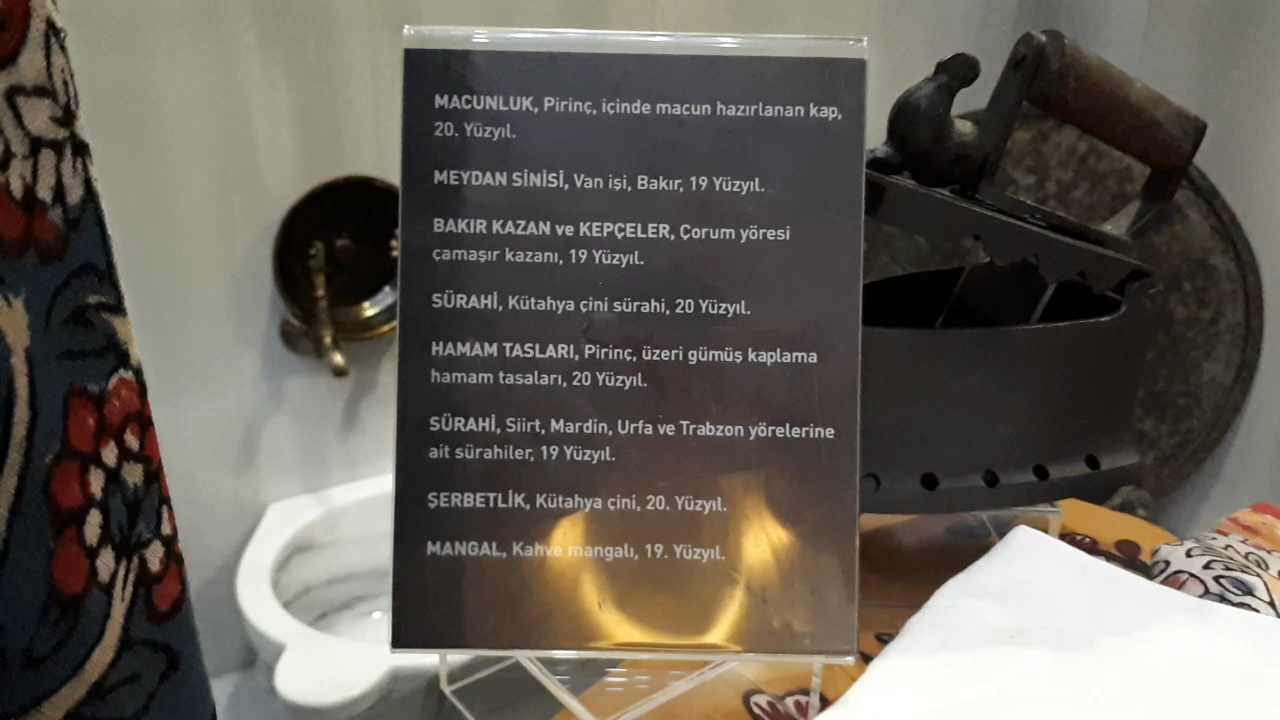 MACUNLUK, Pirinç, içinde macun hazırlanan kap,
20. Yüzyıl.
MEYDAN SİNİSİ, Van işi, Bakır, 19 Yüzyıl.
BAKIR KAZAN ve KEPÇELER, Çorum yöresi
çamaşır kazanı, 19 Yüzyıl.
SÜRAHİ, Kütahya çini sürahi, 20 Yüzyıl.
HAMAM TASLARI, Pirinç, üzeri gümüş kaplama
hamam tasaları, 20 Yüzyıl.
SÜRAHİ, Siirt, Mardin, Urfa ve Trabzon yörelerine
ait sürahiler, 19 Yüzyıl.
ŞERBETLİK, Kütahya çini, 20. Yüzyıl.
MANGAL, Kahve mangalı, 19. Yüzyıl.